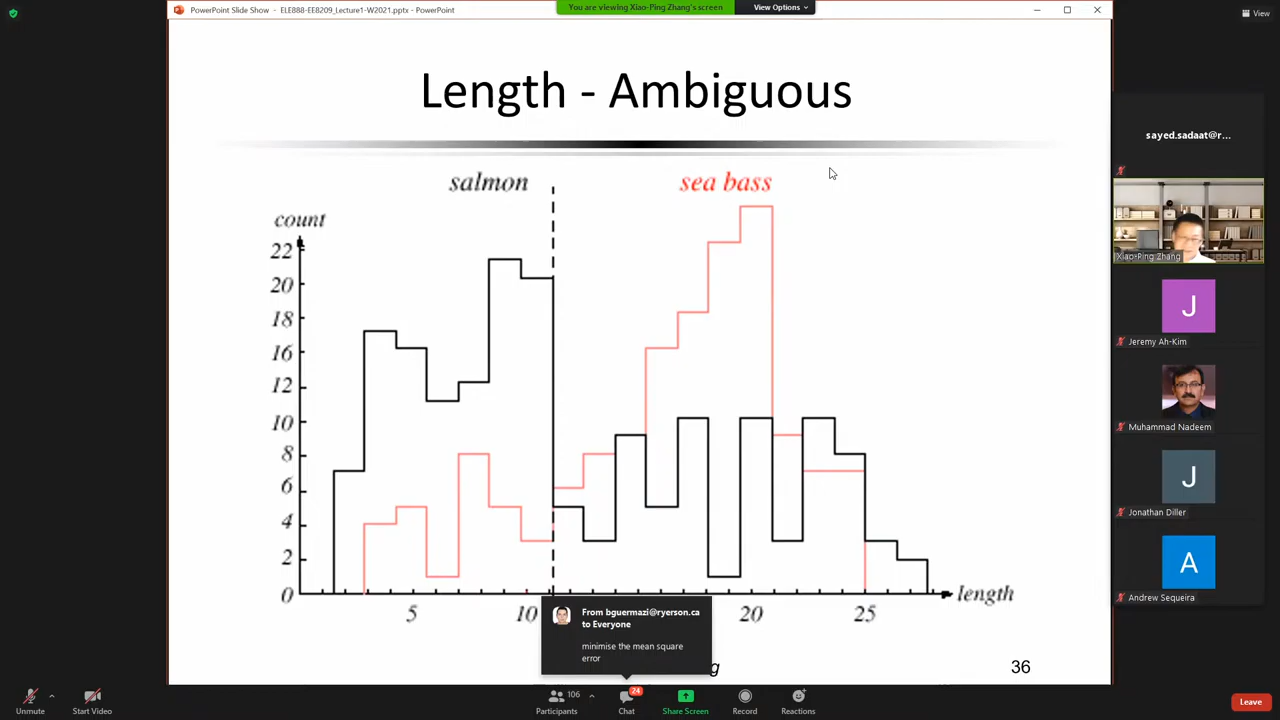 PowerPoint Slide Show - ELE888-EE8209_Lecture1-W2021.pptx - PowerPoint
You are viewing Xiao-Ping Zhang's screen
View Options
View
Length - Ambiguous
salmon
sea bass
count
22
20
18
16
12
10
8
6
4
2
0
5
10
20
25
length
From bguermazi@ryerson.ca
to Everyone
minimise the mean square
error
g
36
sayed.sadaat@r...
Xiao-Ping Zhang
J
Jeremy Ah-Kim
Muhammad Nadeem
J
Jonathan Diller
A
Andrew Sequeira
Unmute
Start Video
106
Participants
24
Chat
Share Screen
Record
Reactions
Leave